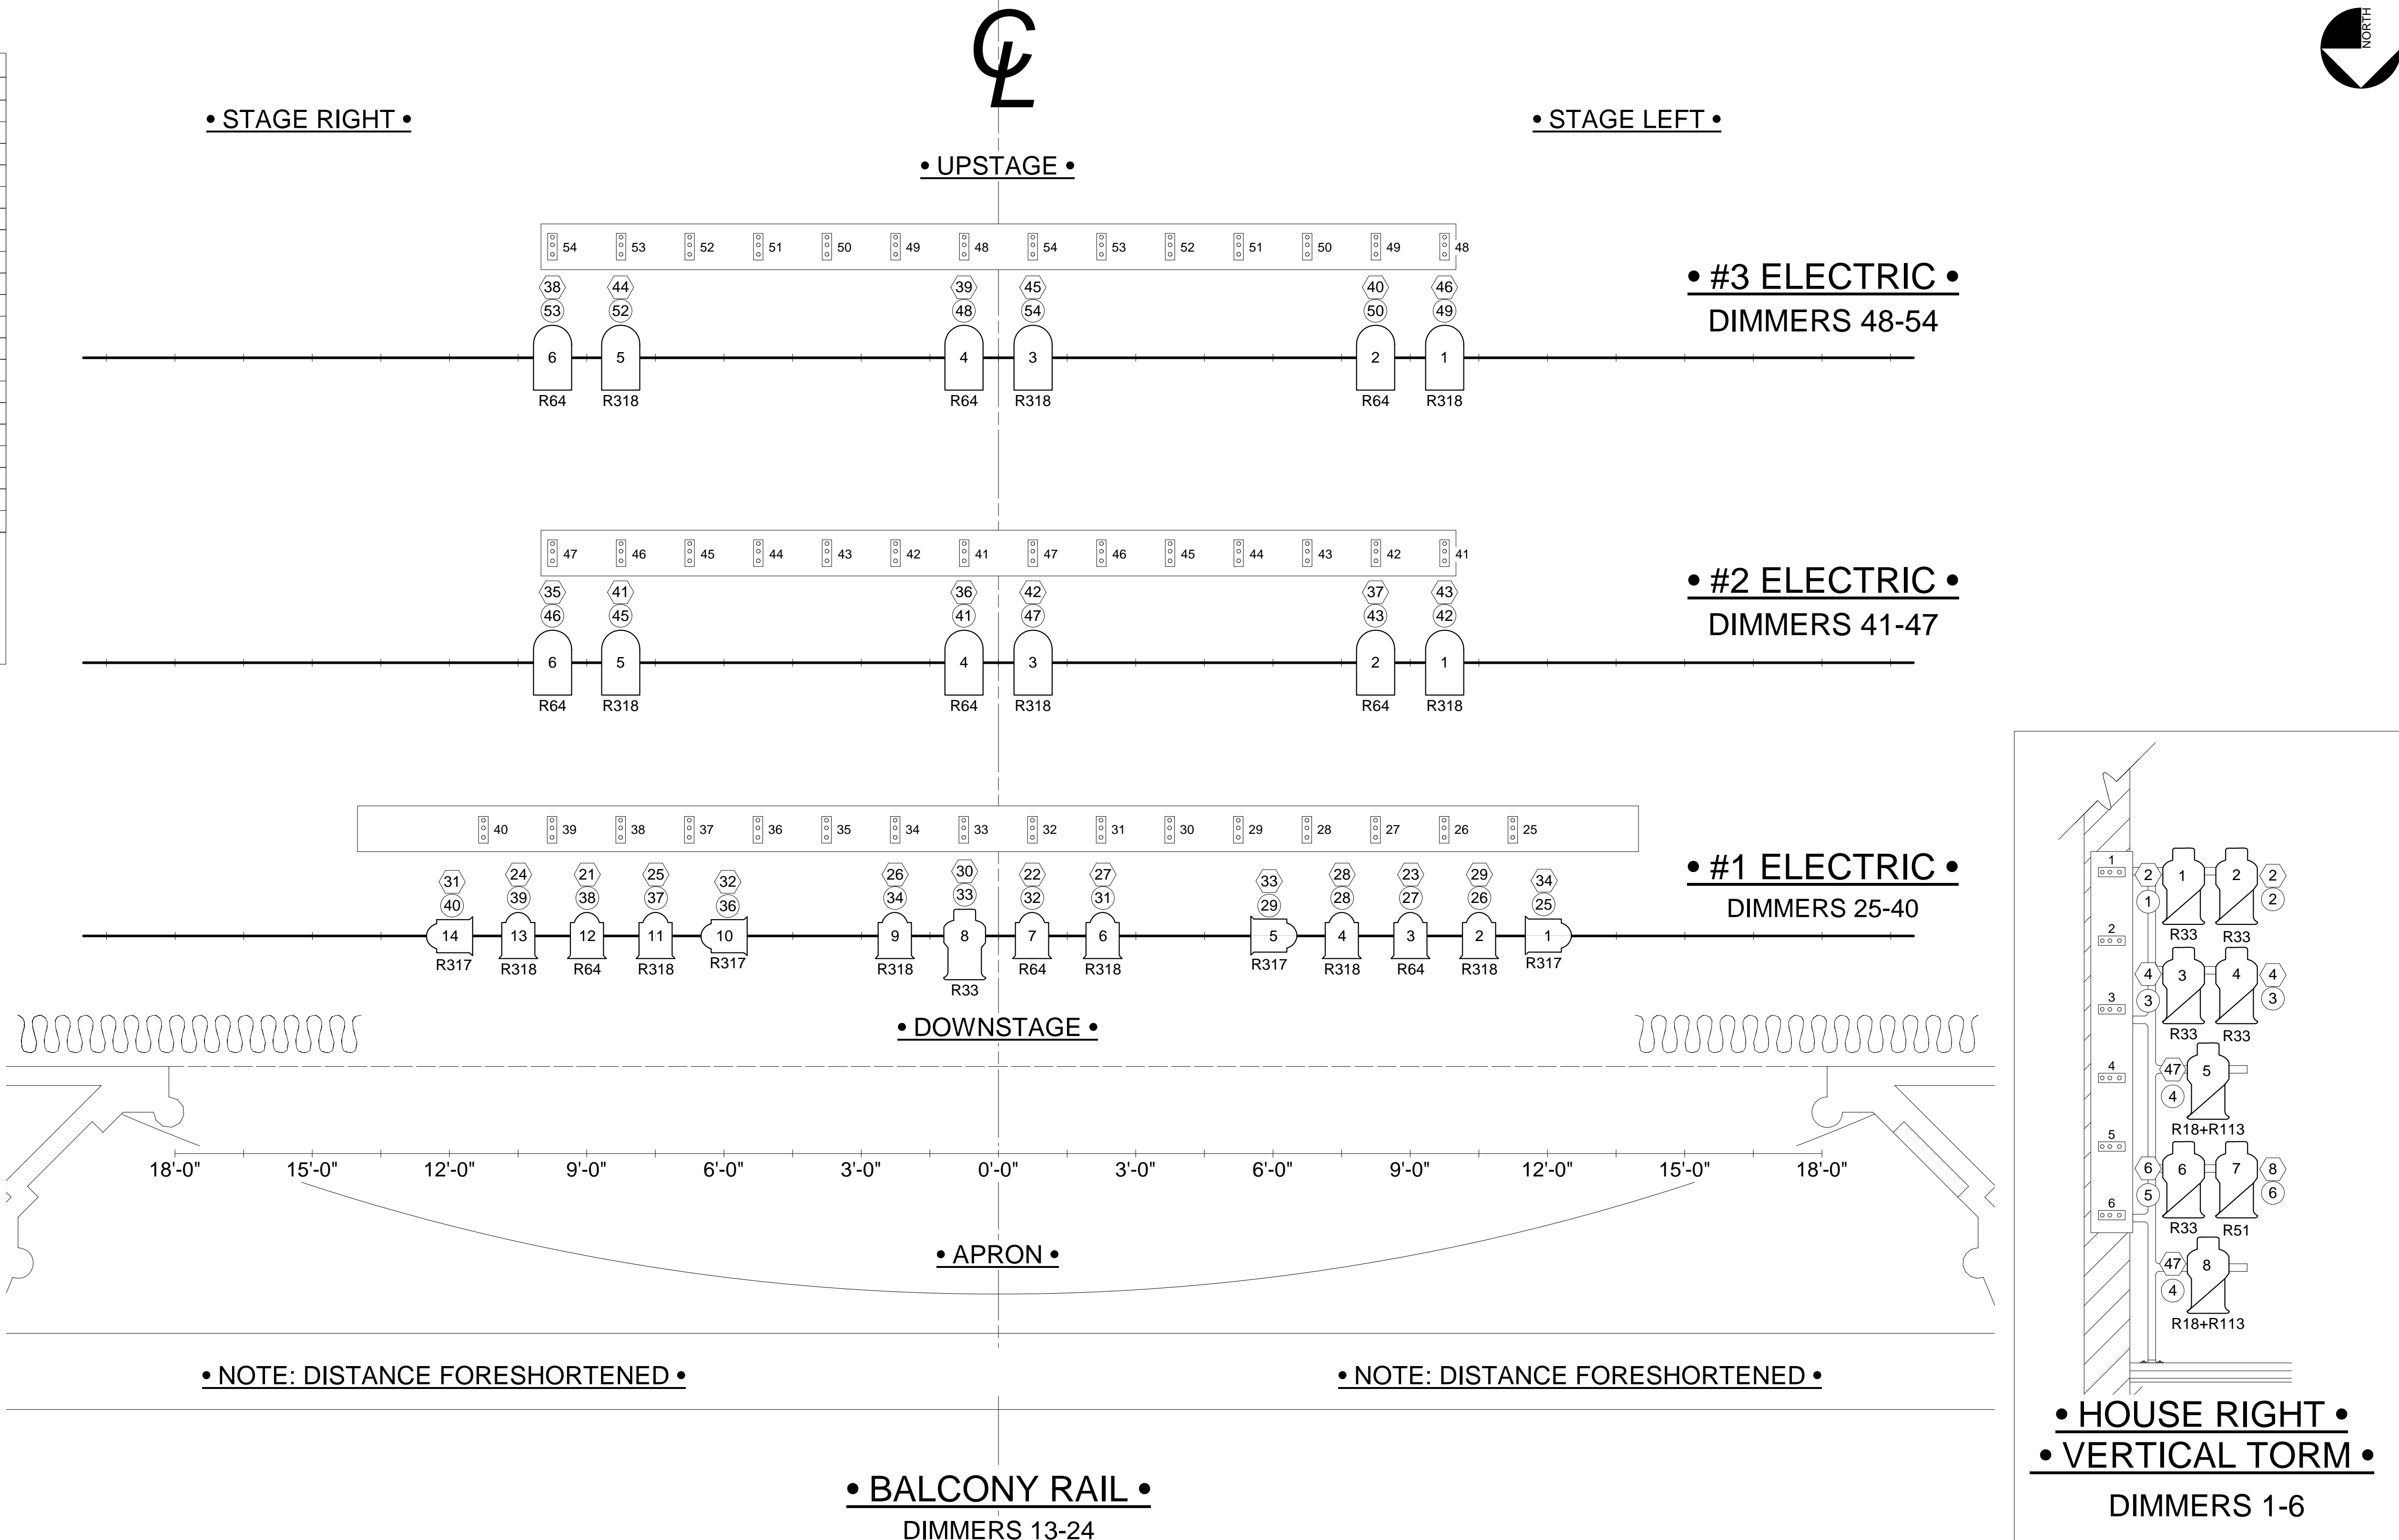 CL
NORTH
• STAGE RIGHT •
• STAGE LEFT •
• UPSTAGE •
54 53 52 51 50 49 48 54 53 52 51 50 49 48
• #3 ELECTRIC •
DIMMERS 48-54
38 44 39 45 40 46
53 52 48 54 50 49
6 5 4 3 2 1
R64 R318 R64 R318 R64 R318
47 46 45 44 43 42 41 47 46 45 44 43 42 41
• #2 ELECTRIC •
DIMMERS 41-47
35 41 36 42 37 43
46 45 41 47 43 42
6 5 4 3 2 1
R64 R318 R64 R318 R64 R318
40 39 38 37 36 35 34 33 32 31 30 29 28 27 26 25
• #1 ELECTRIC •
DIMMERS 25-40
31 24 21 25 32 26 30 22 27 33 28 23 29 34
40 39 38 37 36 34 33 32 31 29 28 27 26 25
14 13 12 11 10 9 8 7 6 5 4 3 2 1
R317 R318 R64 R318 R317 R318 R33 R64 R318 R317 R318 R64 R318 R317
• DOWNSTAGE •
18'-0" 15'-0" 12'-0" 9'-0" 6'-0" 3'-0" 0'-0" 3'-0" 6'-0" 9'-0" 12'-0" 15'-0" 18'-0"
• APRON •
• NOTE: DISTANCE FORESHORTENED •
• NOTE: DISTANCE FORESHORTENED •
• BALCONY RAIL •
DIMMERS 13-24
1
2
3
4
5
6
2 1 2 2
1 2
R33 R33
4 3 4 4
3 3
R33 R33
47 5
4
R18+R113
6 6 7 8
5 6
R33 R51
47 8
4
R18+R113
• HOUSE RIGHT •
• VERTICAL TORM •
DIMMERS 1-6